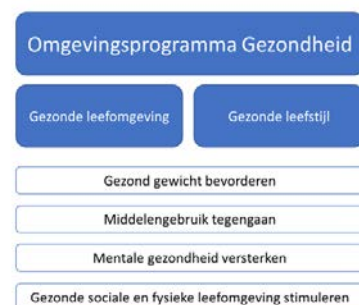 Omgevingsprogramma Gezondheid
Gezonde leefomgeving
Gezonde leefstijl
Gezond gewicht bevorderen
Middelengebruik tegengaan
Mentale gezondheid versterken
Gezonde sociale en fysieke leefomgeving stimuleren